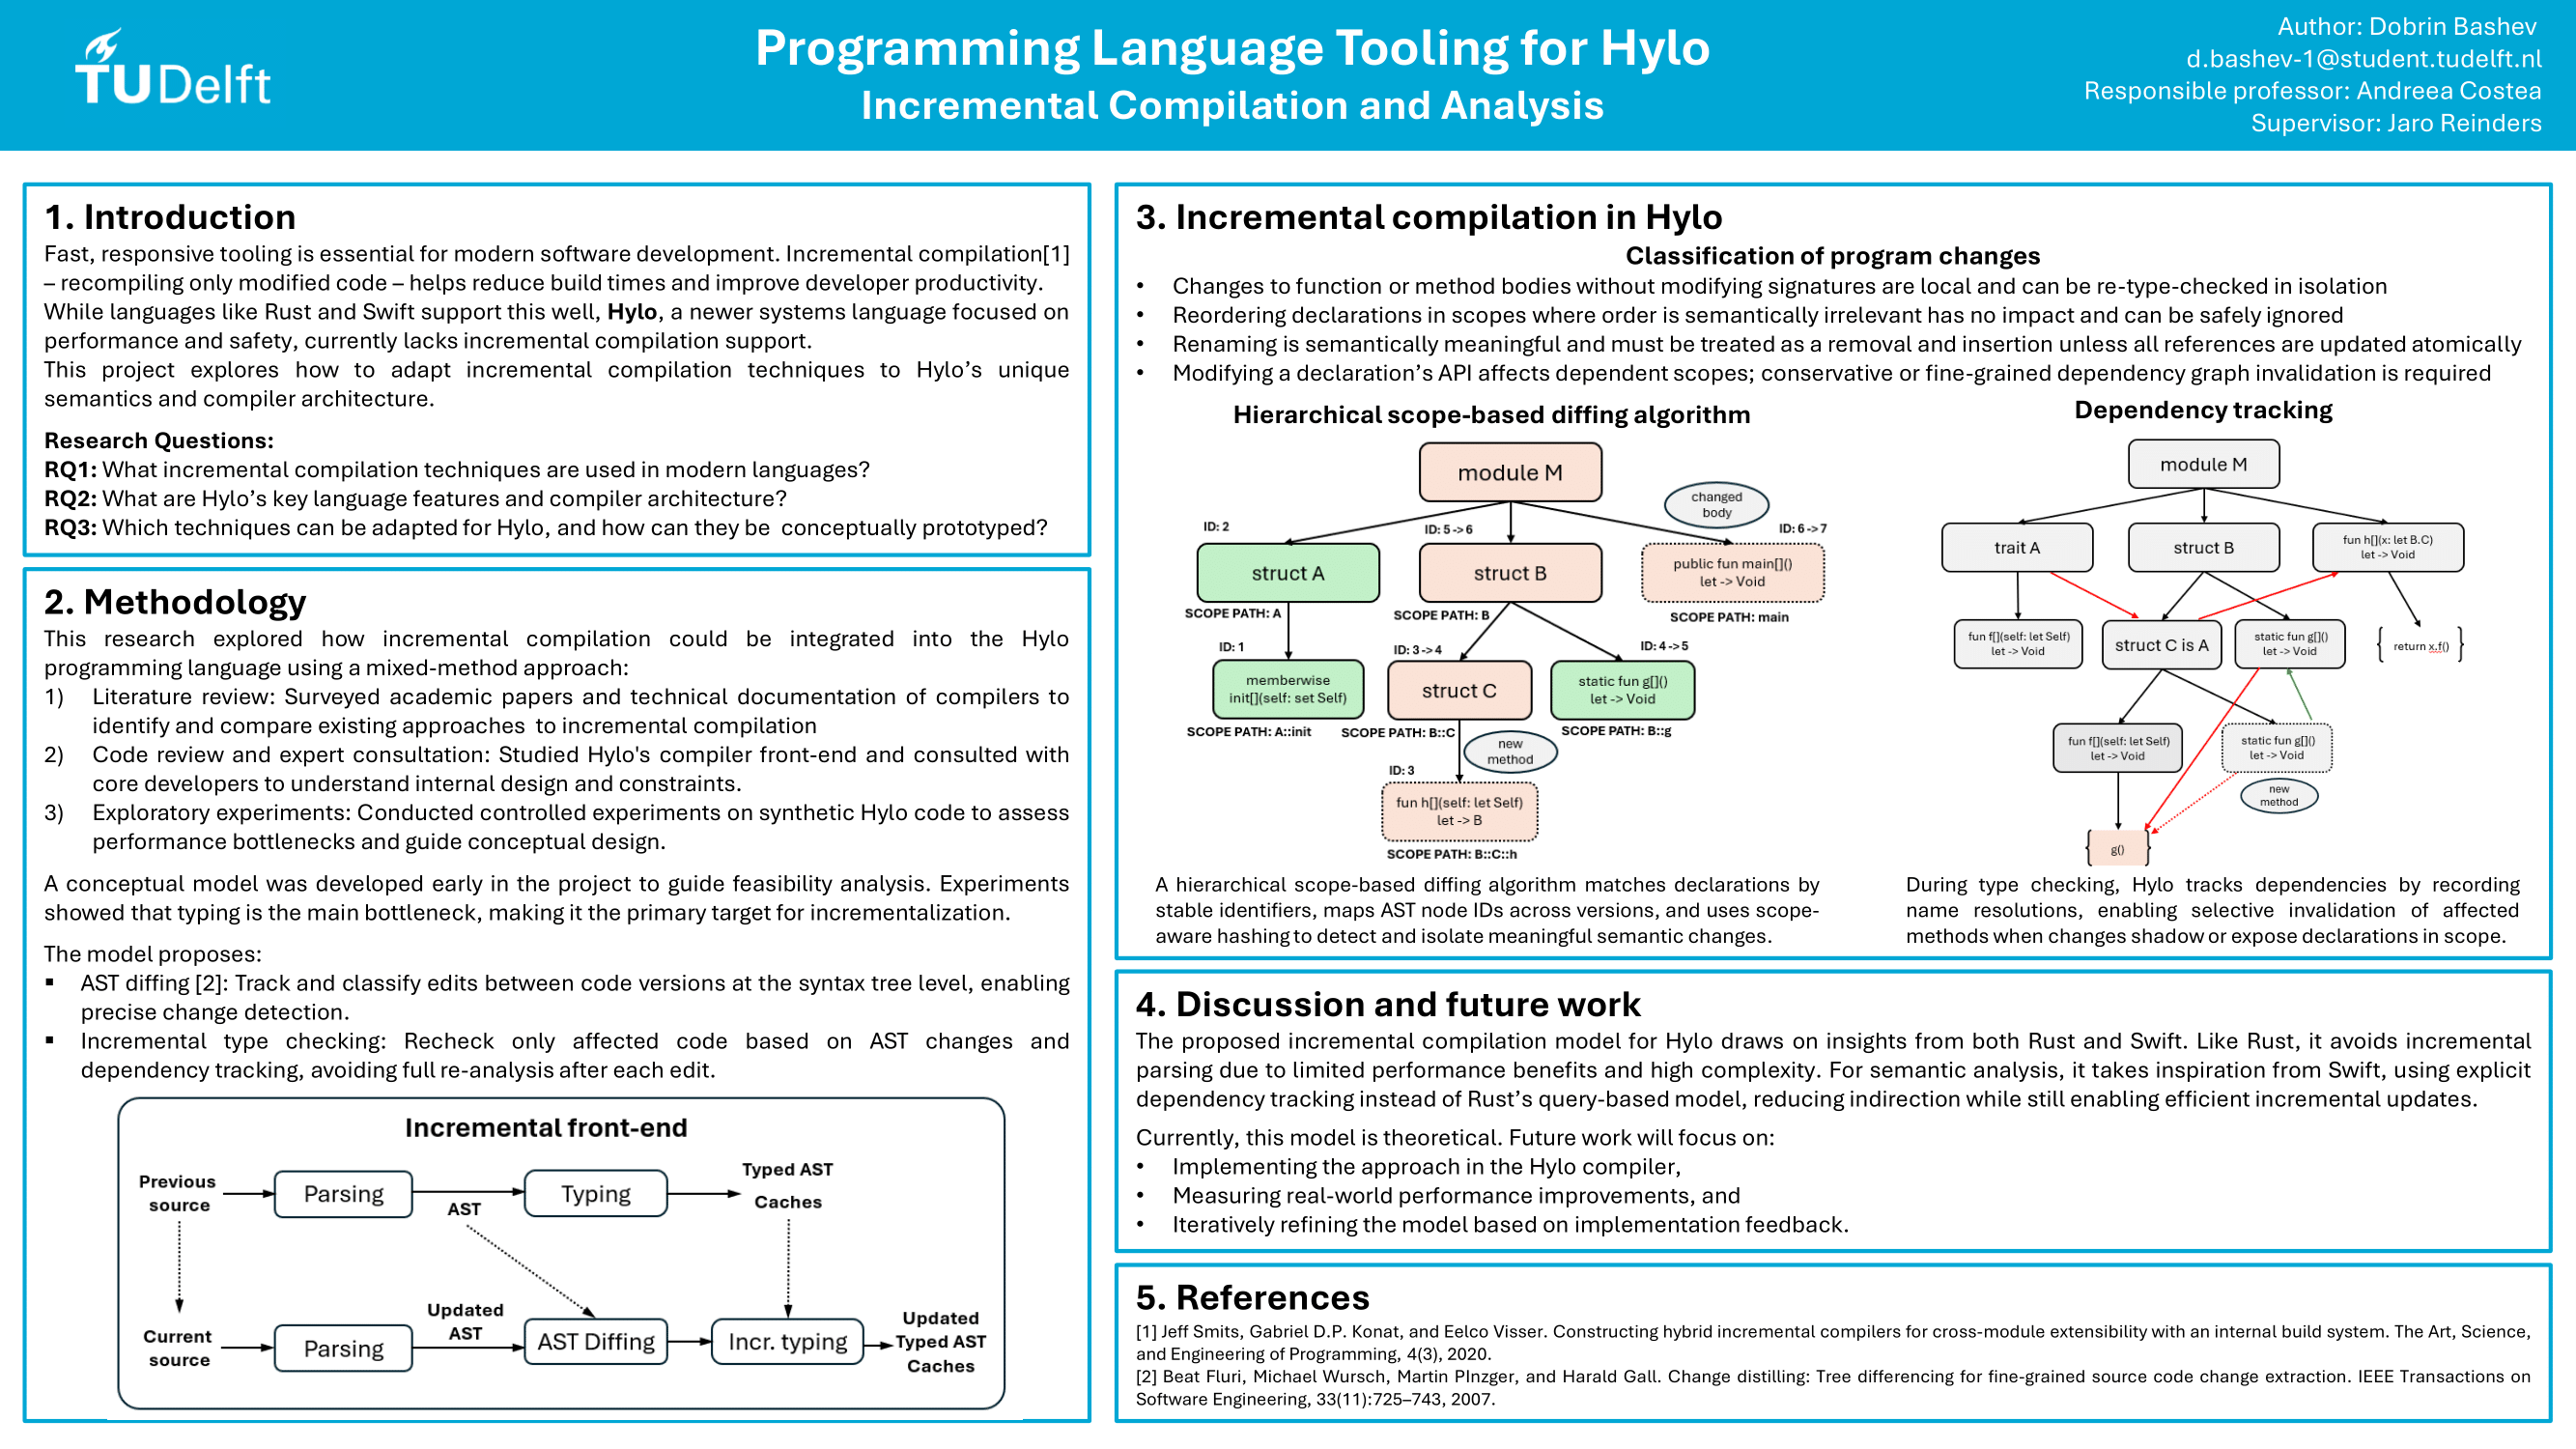 TUDelft
Programming Language Tooling for Hylo
Incremental Compilation and Analysis
Author: Dobrin Bashev
d.bashev-1@student.tudelft.nl
Responsible professor: Andreea Costea
Supervisor: Jaro Reinders
1. Introduction
Fast, responsive tooling is essential for modern software development. Incremental compilation[1]
– recompiling only modified code – helps reduce build times and improve developer productivity.
While languages like Rust and Swift support this well, Hylo, a newer systems language focused on
performance and safety, currently lacks incremental compilation support.
This project explores how to adapt incremental compilation techniques to Hylo’s unique
semantics and compiler architecture.
Research Questions:
RQ1: What incremental compilation techniques are used in modern languages?
RQ2: What are Hylo’s key language features and compiler architecture?
RQ3: Which techniques can be adapted for Hylo, and how can they be conceptually prototyped?
2. Methodology
This research explored how incremental compilation could be integrated into the Hylo
programming language using a mixed-method approach:
1) Literature review: Surveyed academic papers and technical documentation of compilers to
identify and compare existing approaches to incremental compilation
2) Code review and expert consultation: Studied Hylo's compiler front-end and consulted with
core developers to understand internal design and constraints.
3) Exploratory experiments: Conducted controlled experiments on synthetic Hylo code to assess
performance bottlenecks and guide conceptual design.
A conceptual model was developed early in the project to guide feasibility analysis. Experiments
showed that typing is the main bottleneck, making it the primary target for incrementalization.
The model proposes:
▪ AST diffing [2]: Track and classify edits between code versions at the syntax tree level, enabling
precise change detection.
▪ Incremental type checking: Recheck only affected code based on AST changes and
dependency tracking, avoiding full re-analysis after each edit.
Incremental front-end
Previous
source
Parsing
AST
Typing
Typed AST
Caches
Current
source
Parsing
Updated
AST
AST Diffing
Incr. typing
Updated
Typed AST
Caches
3. Incremental compilation in Hylo
Classification of program changes
• Changes to function or method bodies without modifying signatures are local and can be re-type-checked in isolation
• Reordering declarations in scopes where order is semantically irrelevant has no impact and can be safely ignored
• Renaming is semantically meaningful and must be treated as a removal and insertion unless all references are updated atomically
• Modifying a declaration’s API affects dependent scopes; conservative or fine-grained dependency graph invalidation is required
Hierarchical scope-based diffing algorithm
module M
changed
body
ID: 2
ID: 5 -> 6
ID: 6 -> 7
struct A
struct B
public fun main[]()
let -> Void
SCOPE PATH: A
SCOPE PATH: B
SCOPE PATH: main
ID: 1
ID: 3 -> 4
ID: 4 -> 5
memberwise
init[](self: set Self)
struct C
static fun g[]()
let -> Void
SCOPE PATH: A::init
SCOPE PATH: B::C
SCOPE PATH: B::g
new
method
ID: 3
fun h[](self: let Self)
let -> B
SCOPE PATH: B::C::h
A hierarchical scope-based diffing algorithm matches declarations by
stable identifiers, maps AST node IDs across versions, and uses scope-
aware hashing to detect and isolate meaningful semantic changes.
Dependency tracking
module M
trait A
struct B
fun h[](x: let B.C)
let -> Void
fun f[](self: let Self)
let -> Void
struct C is A
static fun g[]()
let -> Void
{ return x.f() }
fun f[](self: let Self)
let -> Void
static fun g[]()
let -> Void
new
method
{ g() }
During type checking, Hylo tracks dependencies by recording
name resolutions, enabling selective invalidation of affected
methods when changes shadow or expose declarations in scope.
4. Discussion and future work
The proposed incremental compilation model for Hylo draws on insights from both Rust and Swift. Like Rust, it avoids incremental
parsing due to limited performance benefits and high complexity. For semantic analysis, it takes inspiration from Swift, using explicit
dependency tracking instead of Rust’s query-based model, reducing indirection while still enabling efficient incremental updates.
Currently, this model is theoretical. Future work will focus on:
• Implementing the approach in the Hylo compiler,
• Measuring real-world performance improvements, and
• Iteratively refining the model based on implementation feedback.
5. References
[1] Jeff Smits, Gabriel D.P. Konat, and Eelco Visser. Constructing hybrid incremental compilers for cross-module extensibility with an internal build system. The Art, Science,
and Engineering of Programming, 4(3), 2020.
[2] Beat Fluri, Michael Wursch, Martin PInzger, and Harald Gall. Change distilling: Tree differencing for fine-grained source code change extraction. IEEE Transactions on
Software Engineering, 33(11):725–743, 2007.